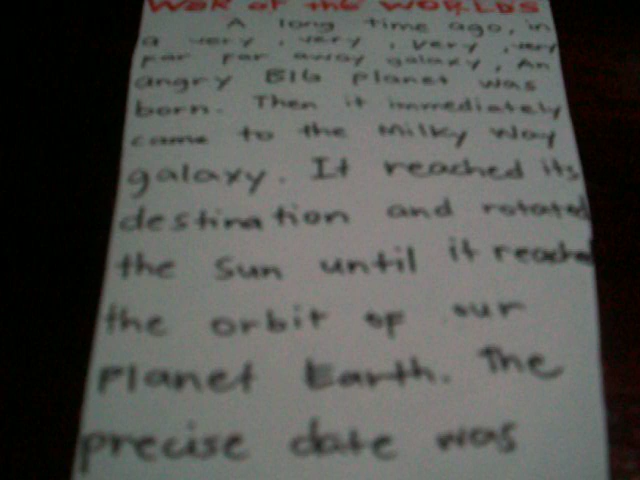 WAR of the WORLDS
A long time ago, in
a very , very , very ,very
far far away galaxy, An
angry BIG planet was
born. Then it immediately
came to the Milky Way
galaxy. It reached its
destination and rotated
the sun until it reached
the orbit of our
planet Earth. The
precise date was